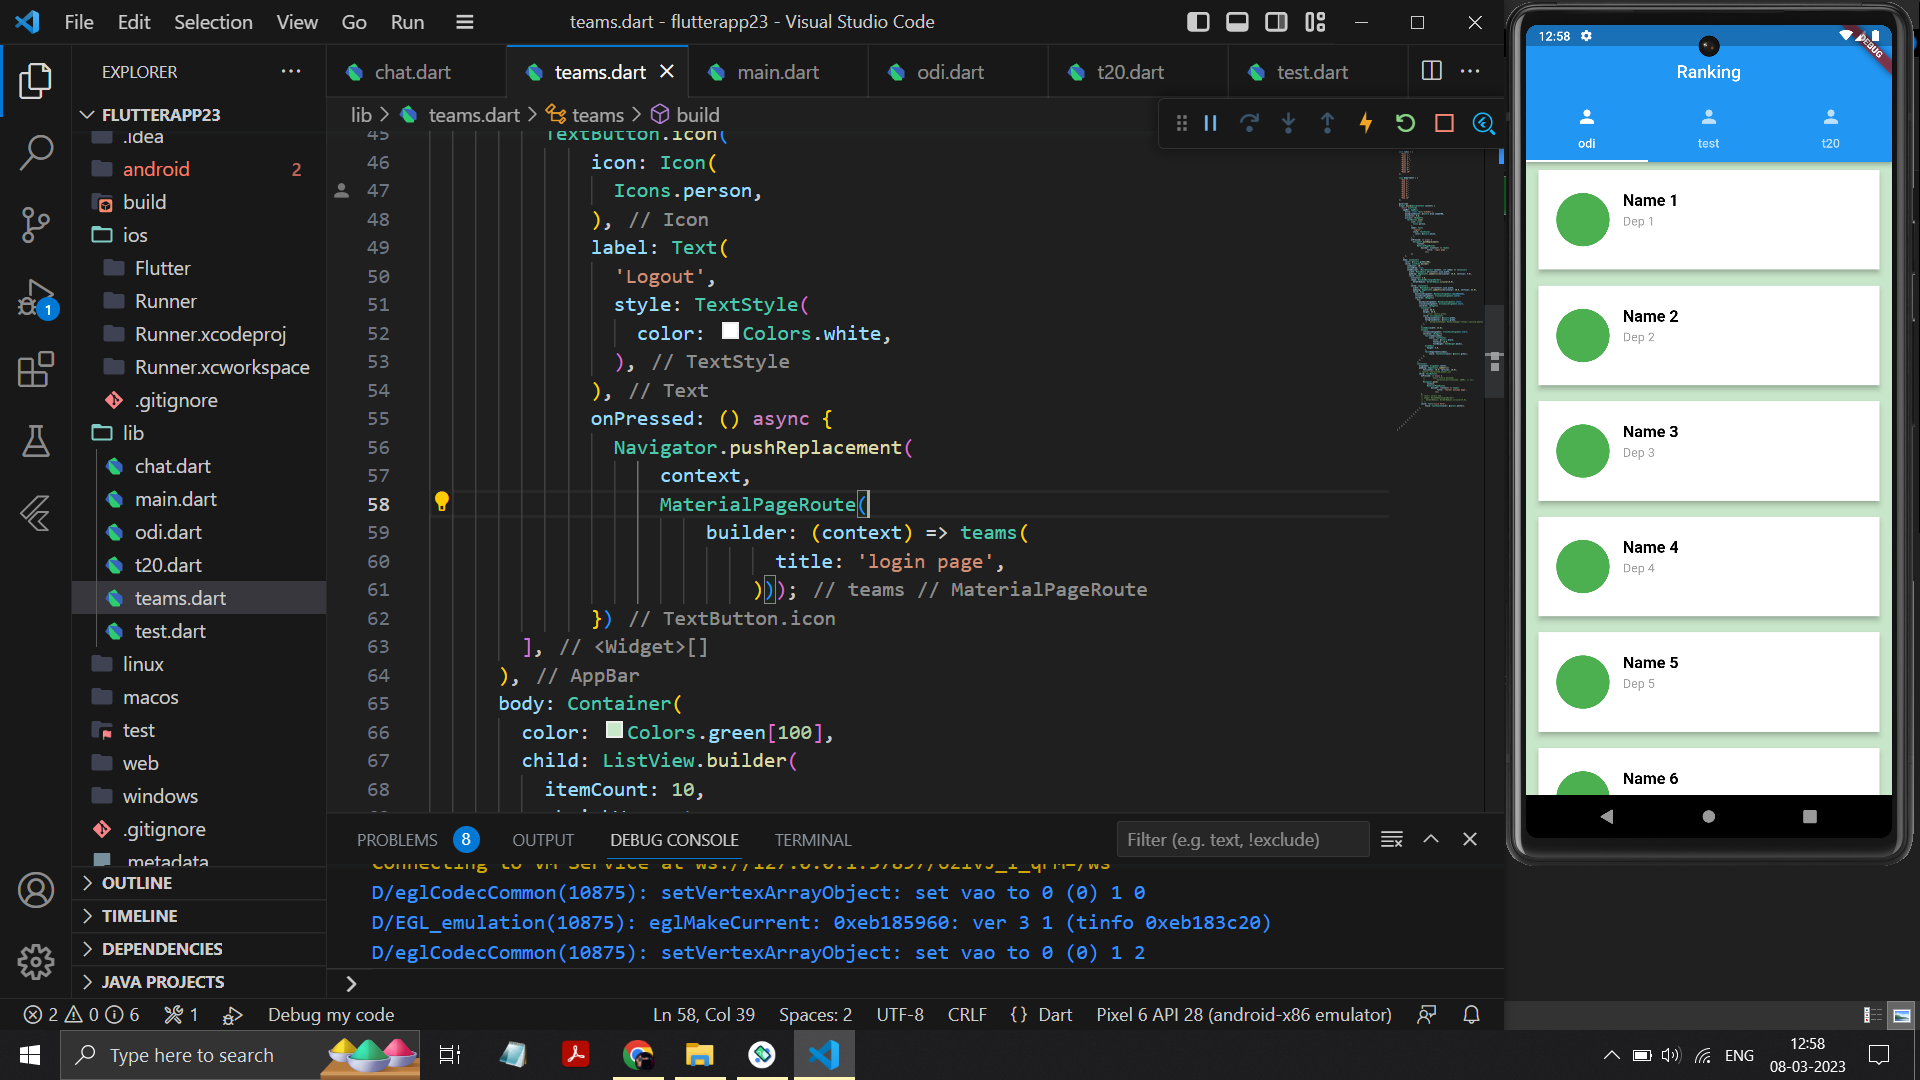 File Edit Selection View Go Run
teams.dart - flutterapp23 - Visual Studio Code
EXPLORER
FLUTTERAPP23
.idea
android 2
build
ios
Flutter
Runner
Runner.xcodeproj
Runner.xcworkspace
.gitignore
lib
chat.dart
main.dart
odi.dart
t20.dart
teams.dart
test.dart
linux
macos
test
web
windows
.gitignore
.metadata
OUTLINE
TIMELINE
DEPENDENCIES
JAVA PROJECTS
1
chat.dart teams.dart main.dart odi.dart t20.dart test.dart
lib > teams.dart > teams > build
45 TextButton.icon(
46 icon: Icon(
47 Icons.person,
48 ), // Icon
49 label: Text(
50 'Logout',
51 style: TextStyle(
52 color: Colors.white,
53 ), // TextStyle
54 ), // Text
55 onPressed: () async {
56 Navigator.pushReplacement(
57 context,
58 MaterialPageRoute(
59 builder: (context) => teams(
60 title: 'login page',
61 ))); // teams // MaterialPageRoute
62 }) // TextButton.icon
63 ], // <Widget>[]
64 ), // AppBar
65 body: Container(
66 color: Colors.green[100],
67 child: ListView.builder(
68 itemCount: 10,
PROBLEMS 8 OUTPUT DEBUG CONSOLE TERMINAL
Filter (e.g. text, !exclude)
D/eglCodecCommon(10875): setVertexArrayObject: set vao to 0 (0) 1 0
D/EGL_emulation(10875): eglMakeCurrent: 0xeb185960: ver 3 1 (tinfo 0xeb183c20)
D/eglCodecCommon(10875): setVertexArrayObject: set vao to 0 (0) 1 2
2 0 6 1 Debug my code
Ln 58, Col 39 Spaces: 2 UTF-8 CRLF {} Dart Pixel 6 API 28 (android-x86 emulator)
Type here to search
ENG
12:58
08-03-2023
12:58
DEBUG
Ranking
odi test t20
Name 1
Dep 1
Name 2
Dep 2
Name 3
Dep 3
Name 4
Dep 4
Name 5
Dep 5
Name 6